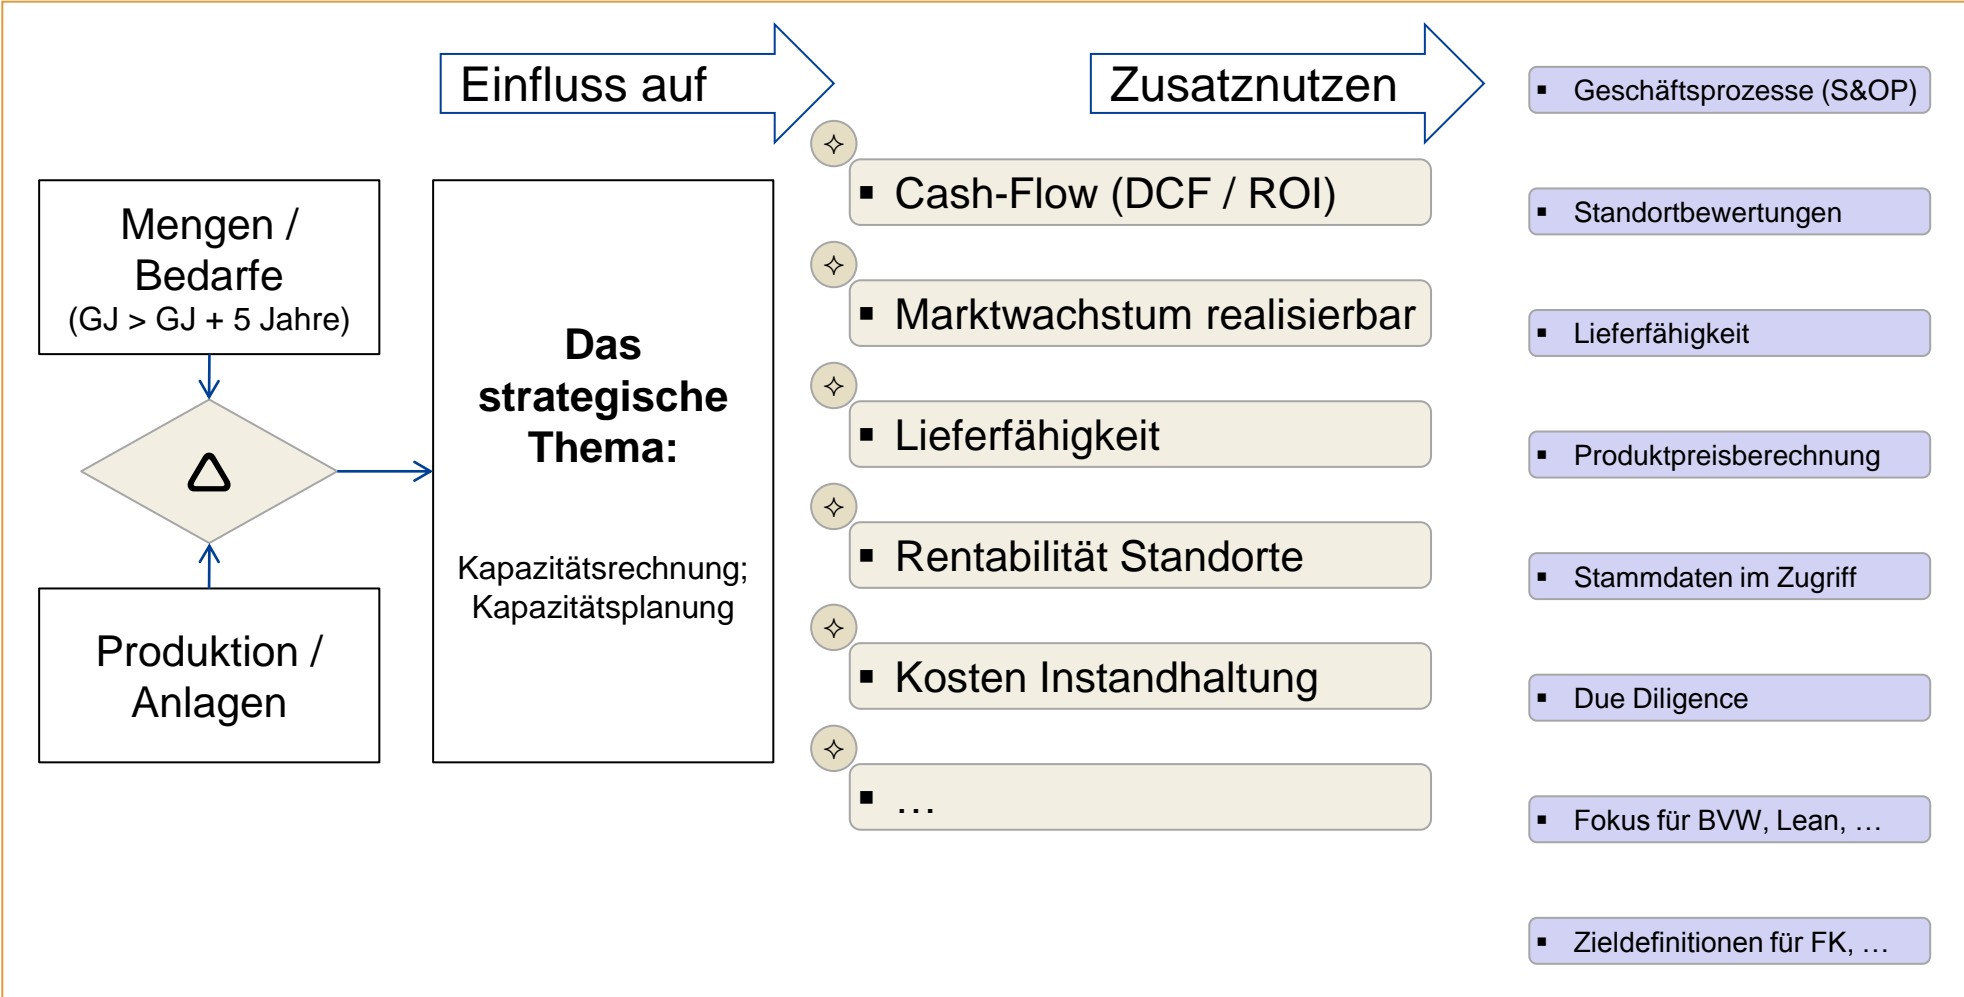 Einfluss auf
Zusatznutzen
Mengen /
Bedarfe
(GJ > GJ + 5 Jahre)
Produktion /
Anlagen
Das
strategische
Thema:
Kapazitätsrechnung;
Kapazitätsplanung
▪ Cash-Flow (DCF / ROI)
▪ Marktwachstum realisierbar
▪ Lieferfähigkeit
▪ Rentabilität Standorte
▪ Kosten Instandhaltung
▪ …
▪ Geschäftsprozesse (S&OP)
▪ Standortbewertungen
▪ Lieferfähigkeit
▪ Produktpreisberechnung
▪ Stammdaten im Zugriff
▪ Due Diligence
▪ Fokus für BVW, Lean, …
▪ Zieldefinitionen für FK, …